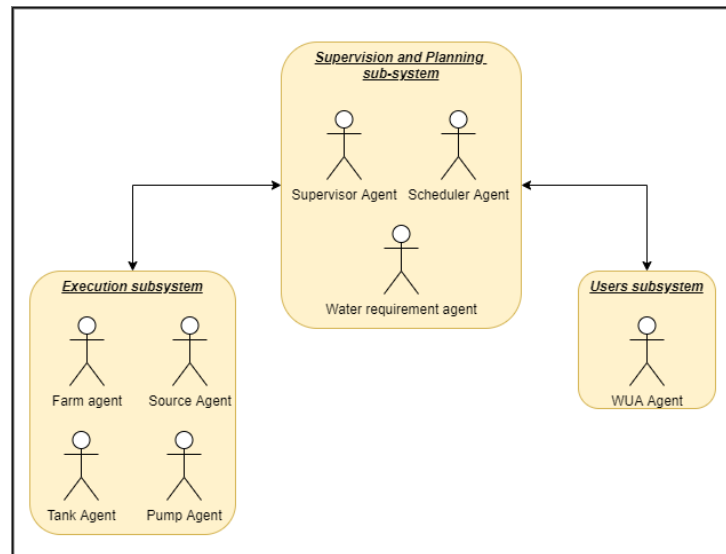 Supervision and Planning
sub-system
Supervisor Agent
Scheduler Agent
Water requirement agent
Execution subsystem
Farm agent
Source Agent
Tank Agent
Pump Agent
Users subsystem
WUA Agent